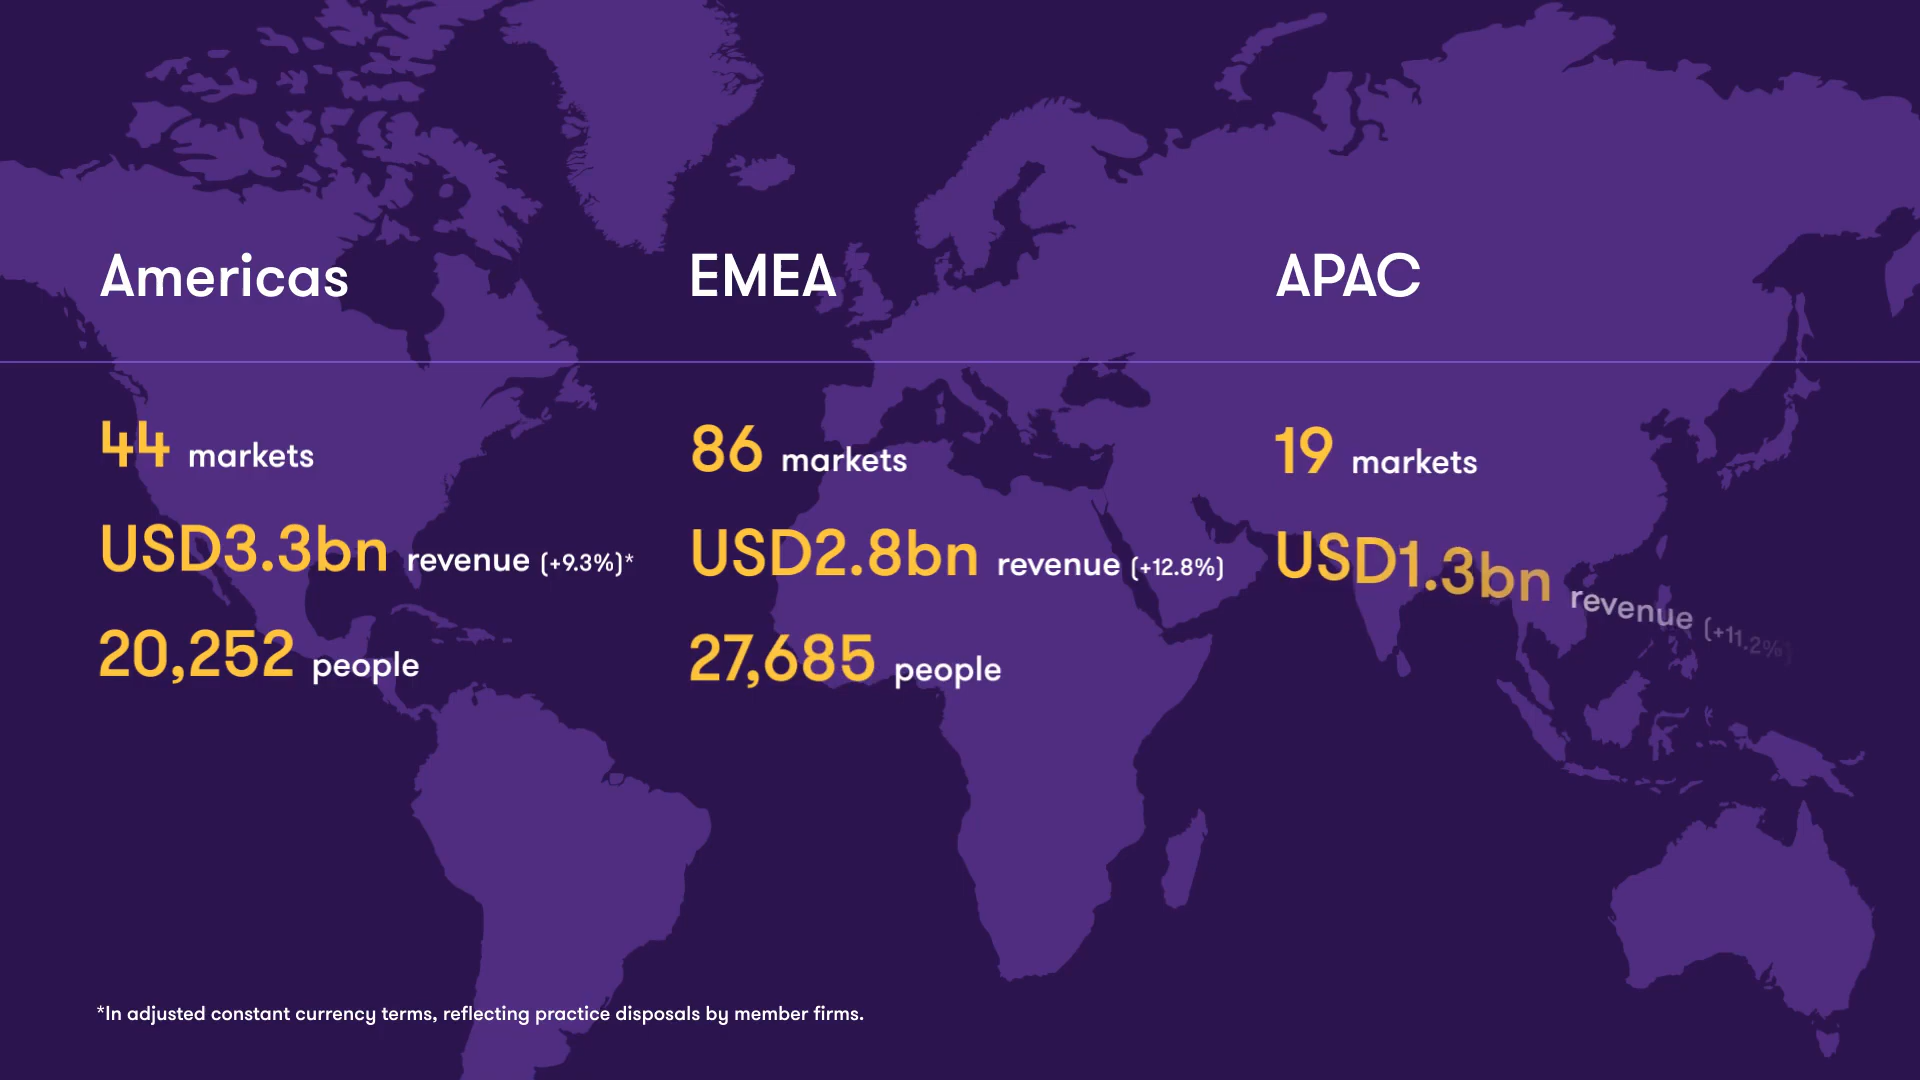 Americas
EMEA
APAC
44 markets
86 markets
19 markets
USD3.3bn revenue (+9.3%)*
USD2.8bn revenue (+12.8%)
USD1.3bn revenue (+11.2%)
20,252 people
27,685 people
*In adjusted constant currency terms, reflecting practice disposals by member firms.